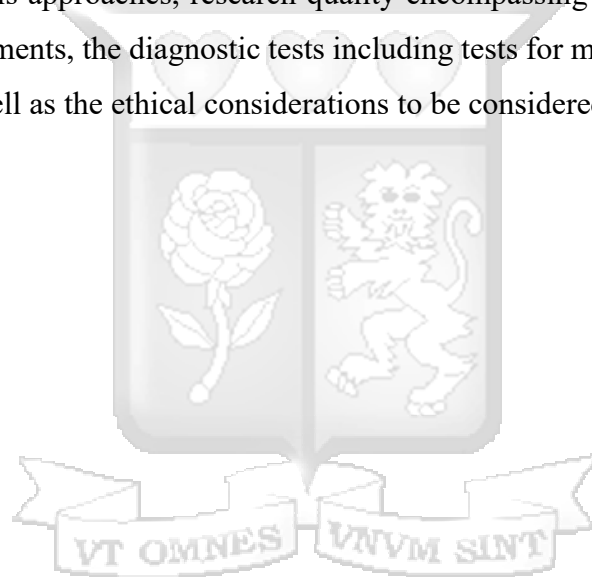 s approaches, research quality encompassing
ments, the diagnostic tests including tests for m
ell as the ethical considerations to be considered
VT OMNES VNVM SINT